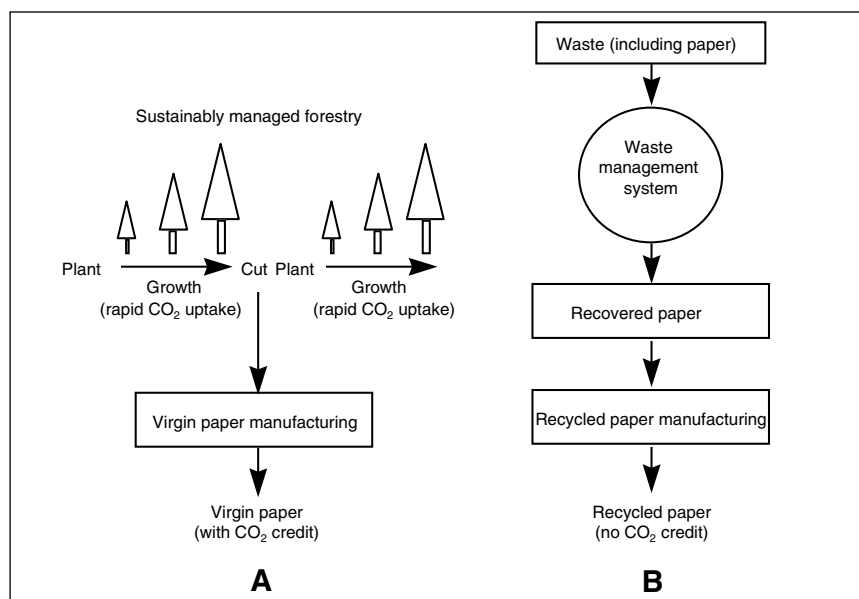 Sustainably managed forestry
Plant
Cut
Plant
Growth
(rapid CO₂ uptake)
Growth
(rapid CO₂ uptake)
Virgin paper manufacturing
Virgin paper
(with CO₂ credit)
A
Waste (including paper)
Waste
management
system
Recovered paper
Recycled paper manufacturing
Recycled paper
(no CO₂ credit)
B